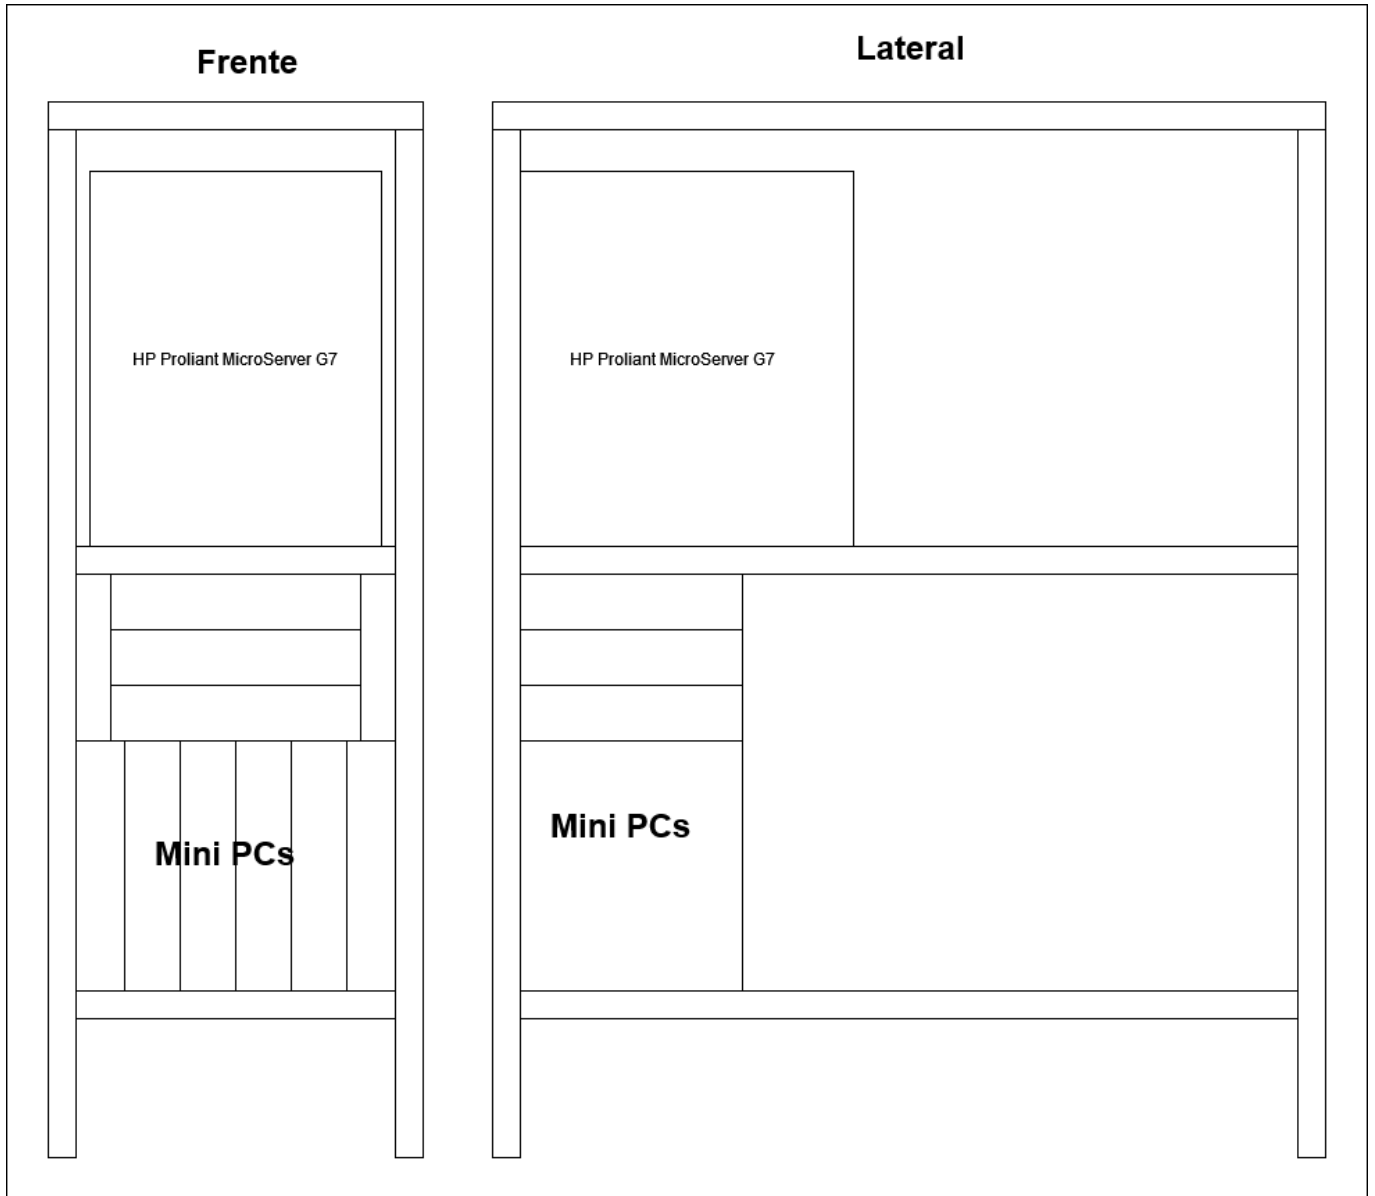 Frente
Lateral
HP Proliant MicroServer G7
HP Proliant MicroServer G7
Mini PCs
Mini PCs